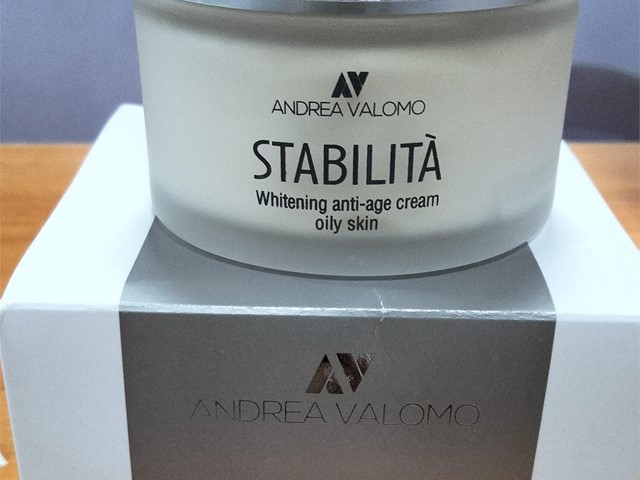 AV
ANDREA VALOMO
STABILITÀ
Whitening anti-age cream
oily skin
AV
ANDREA VALOMO